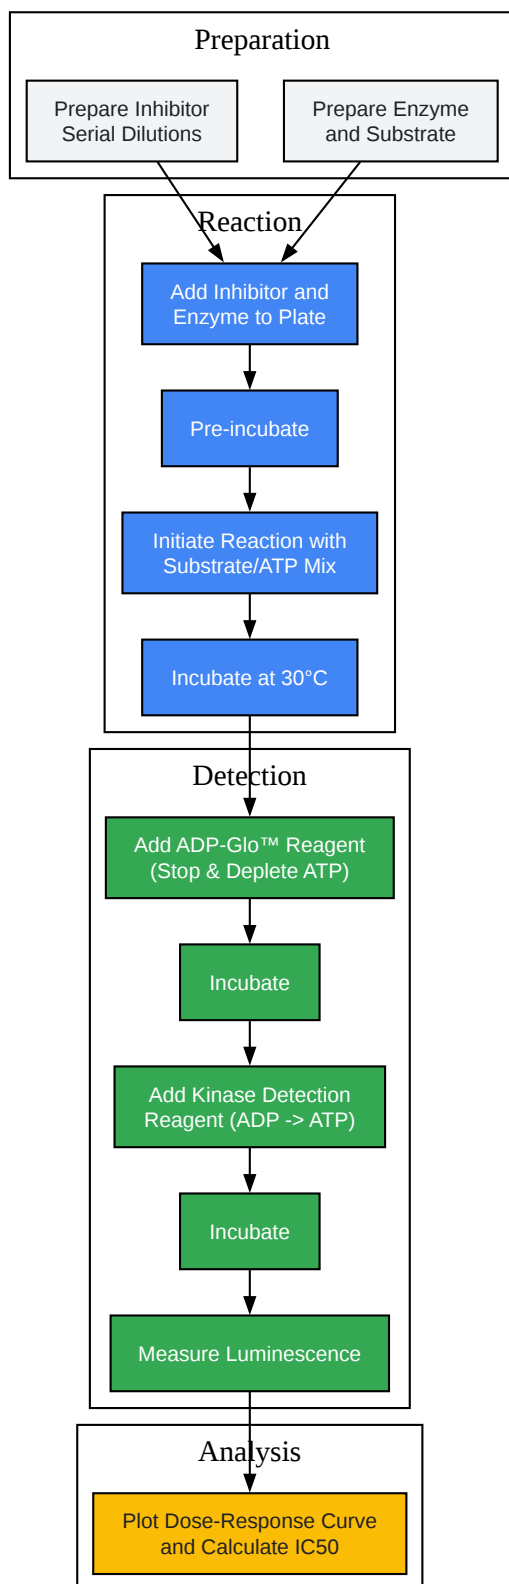 Preparation
Prepare Inhibitor
Serial Dilutions
Prepare Enzyme
and Substrate
Reaction
Add Inhibitor and
Enzyme to Plate
Pre-incubate
Initiate Reaction with
Substrate/ATP Mix
Incubate at 30°C
Detection
Add ADP-Glo™ Reagent
(Stop & Deplete ATP)
Incubate
Add Kinase Detection
Reagent (ADP -> ATP)
Incubate
Measure Luminescence
Analysis
Plot Dose-Response Curve
and Calculate IC50